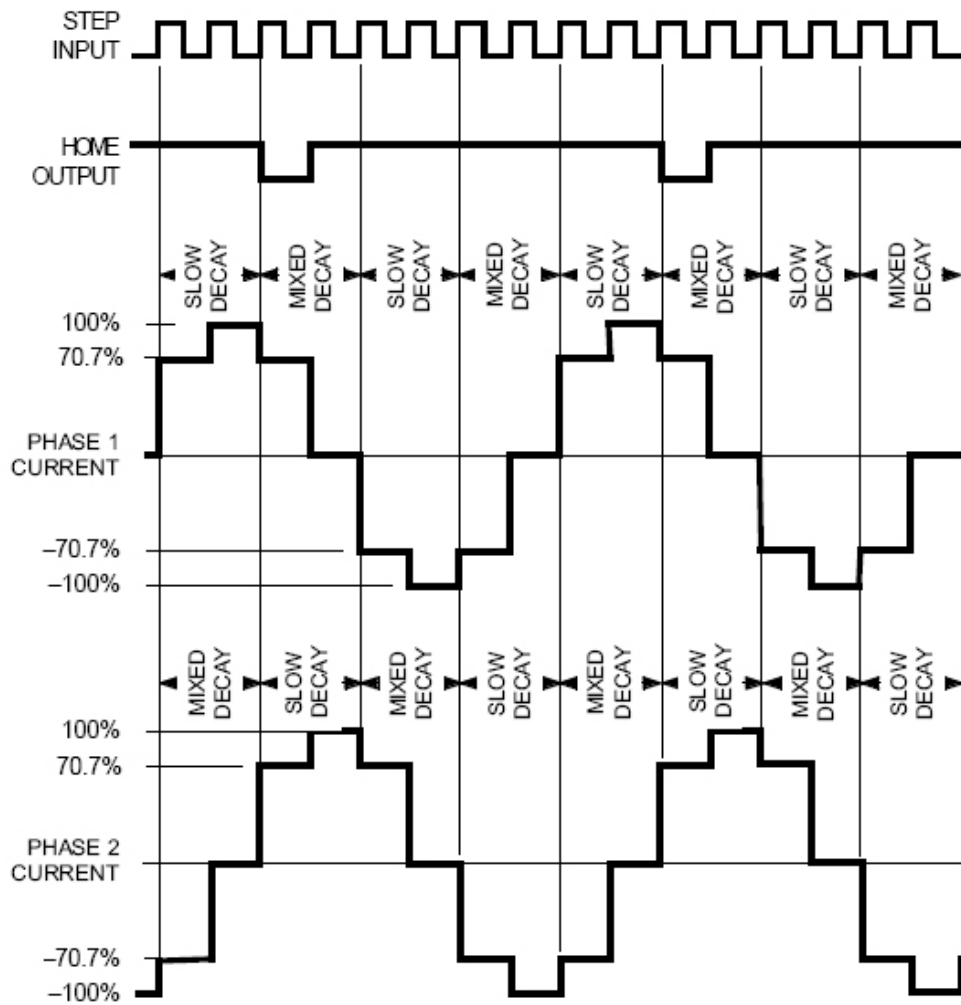 STEP
INPUT
HOME
OUTPUT
SLOW
DECAY
MIXED
DECAY
SLOW
DECAY
MIXED
DECAY
SLOW
DECAY
MIXED
DECAY
SLOW
DECAY
MIXED
DECAY
100%
70.7%
PHASE 1
CURRENT
–70.7%
–100%
MIXED
DECAY
SLOW
DECAY
MIXED
DECAY
SLOW
DECAY
MIXED
DECAY
SLOW
DECAY
MIXED
DECAY
SLOW
DECAY
100%
70.7%
PHASE 2
CURRENT
–70.7%
–100%